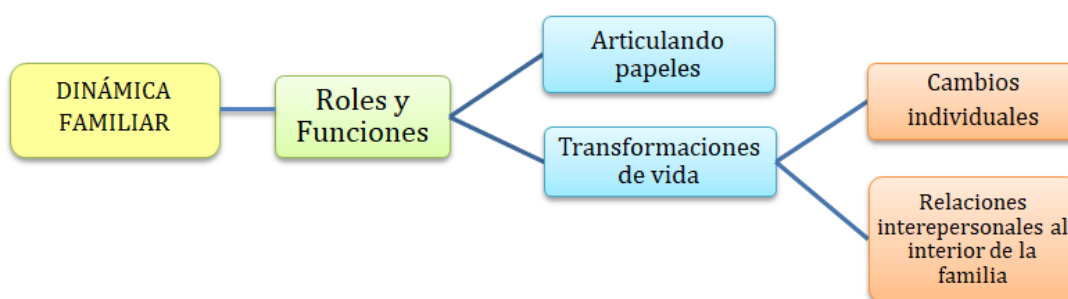 DINÁMICA
FAMILIAR
Roles y
Funciones
Articulando
papeles
Transformaciones
de vida
Cambios
individuales
Relaciones
interepersonales al
interior de la
familia